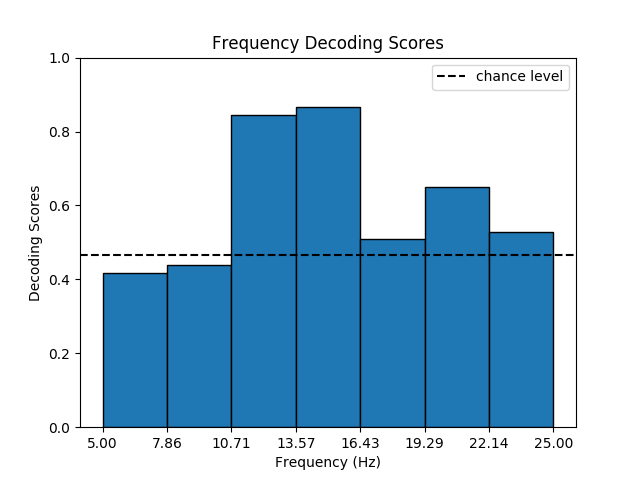 Frequency Decoding Scores
chance level
Decoding Scores
1.0
0.8
0.6
0.4
0.2
0.0
5.00 7.86 10.71 13.57 16.43 19.29 22.14 25.00
Frequency (Hz)